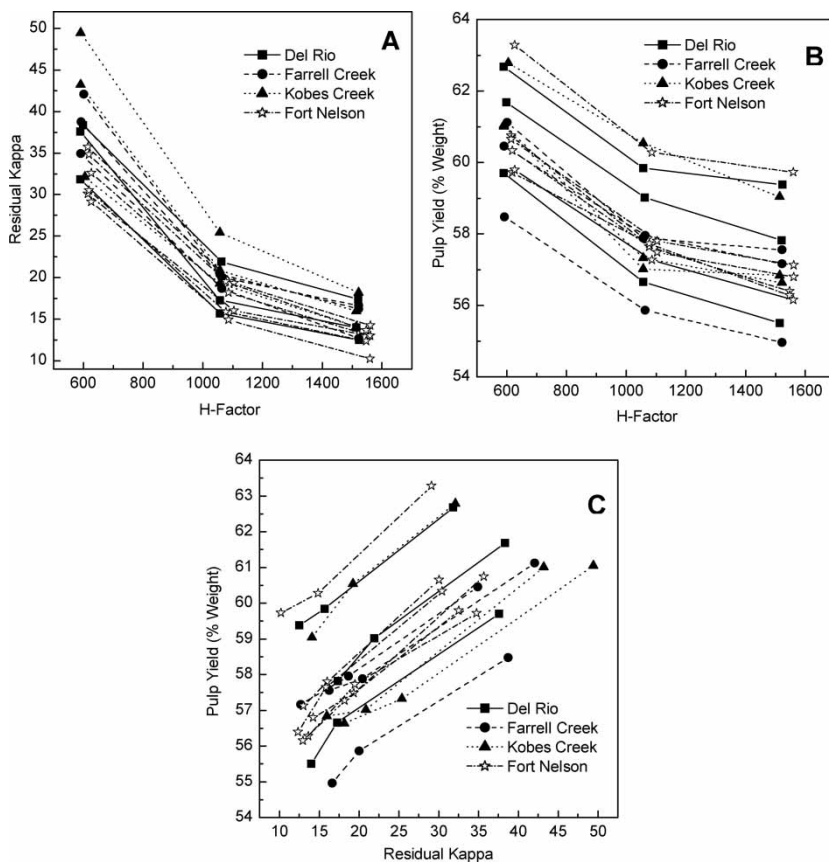 A
50
45
40
35
30
25
20
15
10
Residual Kappa
Del Rio
Farrell Creek
Kobes Creek
Fort Nelson
600 800 1000 1200 1400 1600
H-Factor
B
64
62
60
58
56
54
Pulp Yield (% Weight)
Del Rio
Farrell Creek
Kobes Creek
Fort Nelson
600 800 1000 1200 1400 1600
H-Factor
C
64
63
62
61
60
59
58
57
56
55
54
Pulp Yield (% Weight)
Del Rio
Farrell Creek
Kobes Creek
Fort Nelson
10 15 20 25 30 35 40 45 50
Residual Kappa